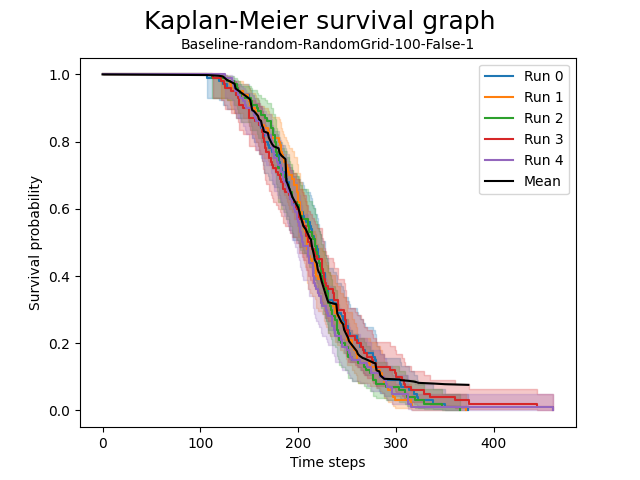 Kaplan-Meier survival graph
Baseline-random-RandomGrid-100-False-1
Survival probability
1.0
0.8
0.6
0.4
0.2
0.0
0
100
200
300
400
Time steps
Run 0
Run 1
Run 2
Run 3
Run 4
Mean